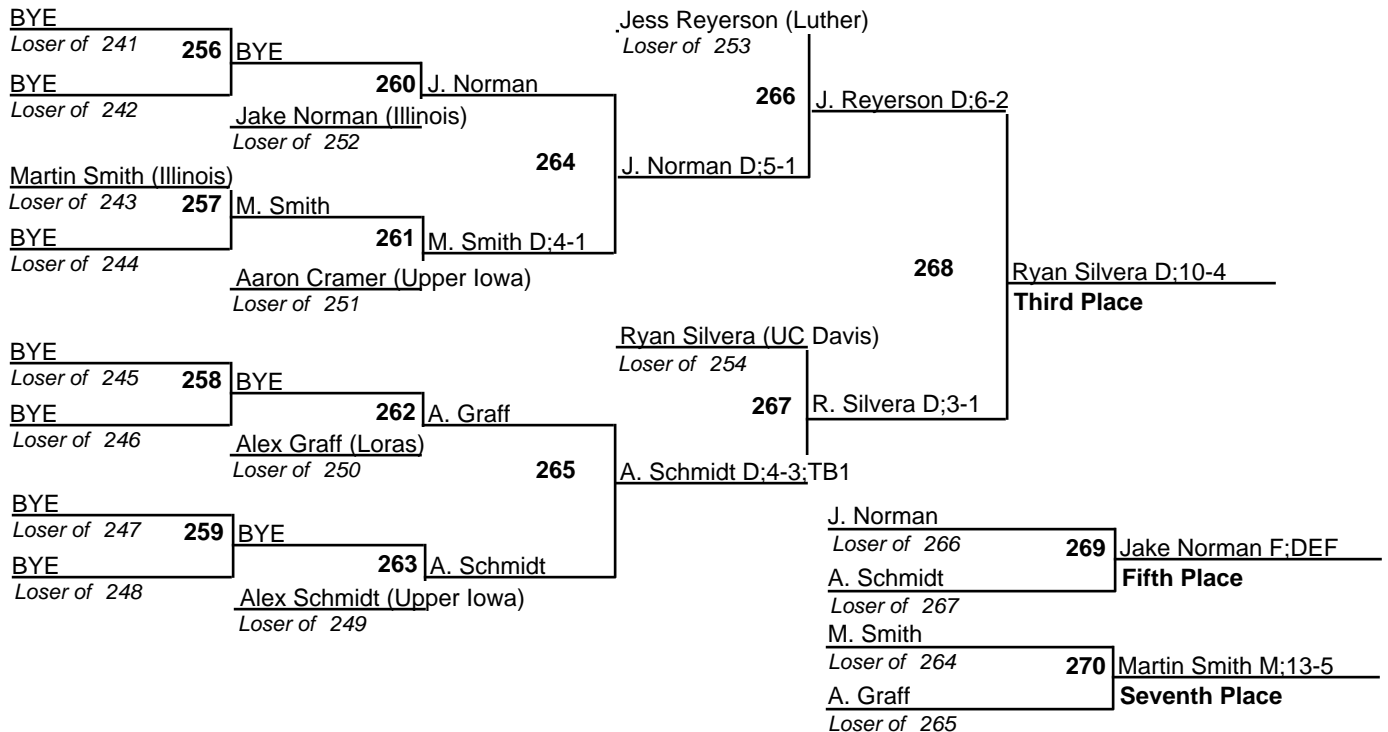 BYE
Loser of 241
256
BYE
BYE
Loser of 242
260
J. Norman
Jake Norman (Illinois)
Loser of 252
Martin Smith (Illinois)
Loser of 243
257
M. Smith
BYE
Loser of 244
261
M. Smith D;4-1
Aaron Cramer (Upper Iowa)
Loser of 251
264
J. Norman D;5-1
Jess Reyerson (Luther)
Loser of 253
266
J. Reyerson D;6-2
BYE
Loser of 245
258
BYE
BYE
Loser of 246
262
A. Graff
Alex Graff (Loras)
Loser of 250
BYE
Loser of 247
259
BYE
BYE
Loser of 248
263
A. Schmidt
Alex Schmidt (Upper Iowa)
Loser of 249
265
A. Schmidt D;4-3;TB1
Ryan Silvera (UC Davis)
Loser of 254
267
R. Silvera D;3-1
268
Ryan Silvera D;10-4
Third Place
J. Norman
Loser of 266
269
Jake Norman F;DEF
Fifth Place
A. Schmidt
Loser of 267
M. Smith
Loser of 264
270
Martin Smith M;13-5
Seventh Place
A. Graff
Loser of 265